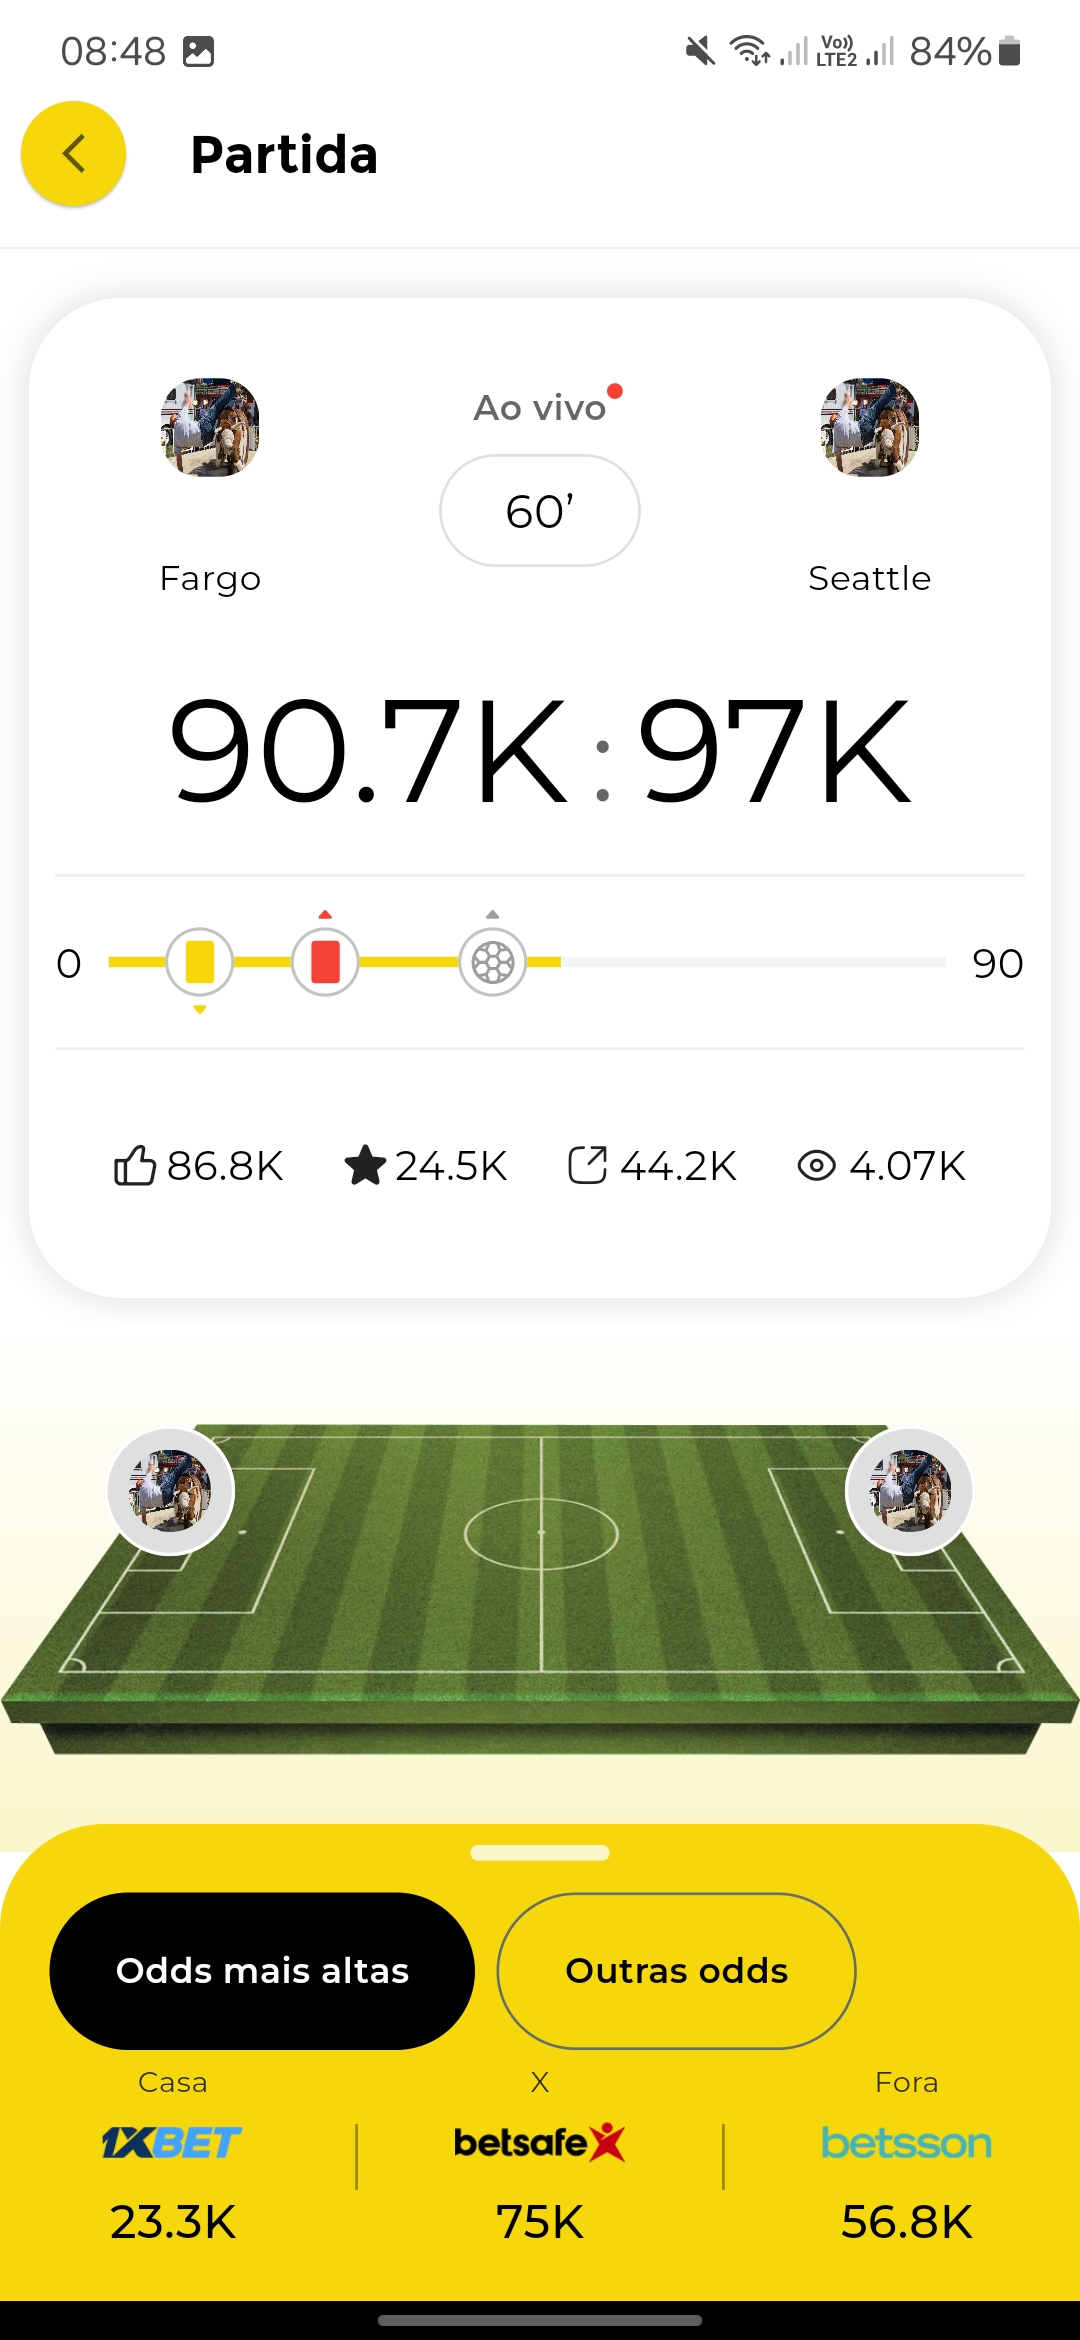 08:48
Vo)) LTE2 84%
Partida
Ao vivo
60’
Fargo
Seattle
90.7K : 97K
0
90
86.8K
24.5K
44.2K
4.07K
Odds mais altas
Outras odds
Casa
X
Fora
1XBET
betsafe
betsson
23.3K
75K
56.8K